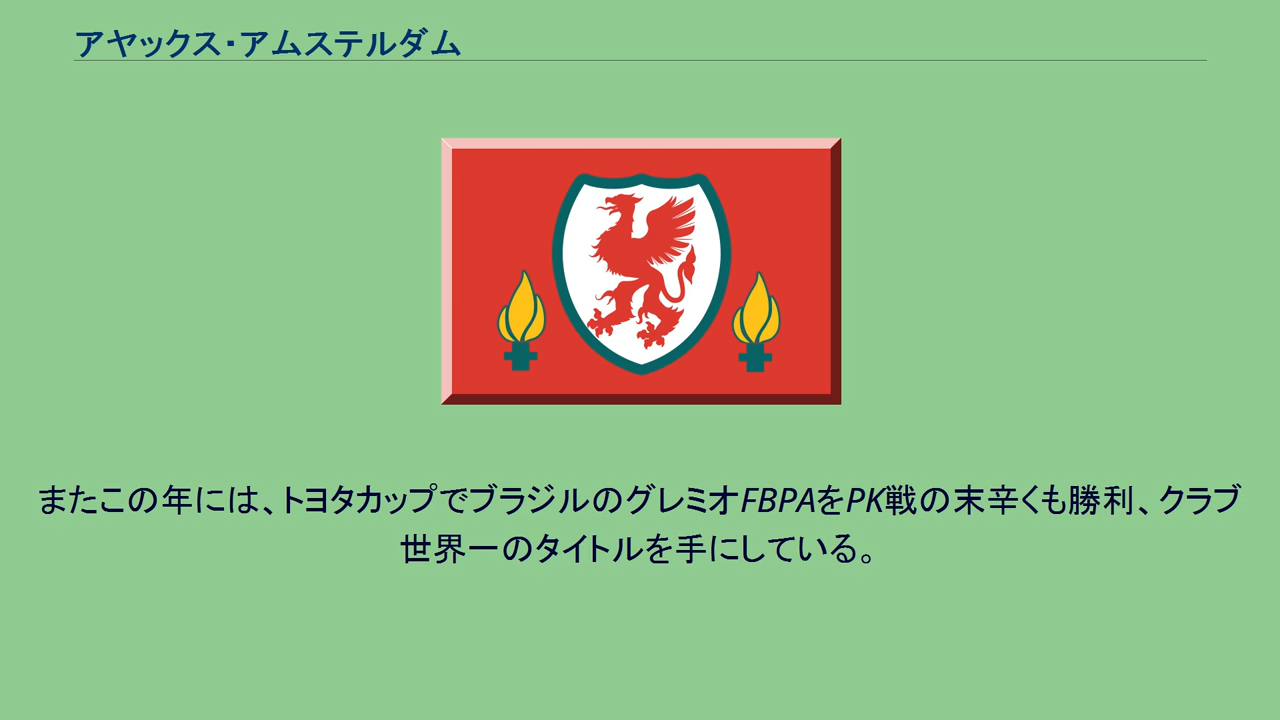 アヤックス・アムステルダム
またこの年には、トヨタカップでブラジルのグレミオFBPAをPK戦の末辛くも勝利、クラブ
世界一のタイトルを手にしている。